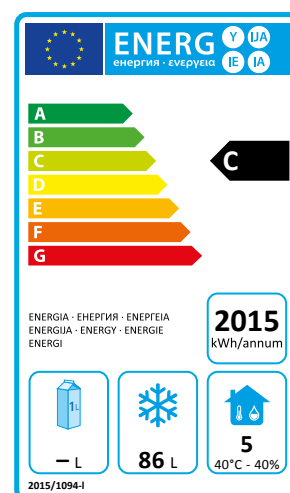 ENERG Y IJA
енергия · ενεργεια IE IA
A
B
C
C
D
E
F
G
ENERGIA · ЕНЕРГИЯ · ΕΝΕΡΓΕΙΑ
ENERGIJA · ENERGY · ENERGIE
ENERGI
2015
kWh/annum
1L
– L
86 L
5
40°C - 40%
2015/1094-I